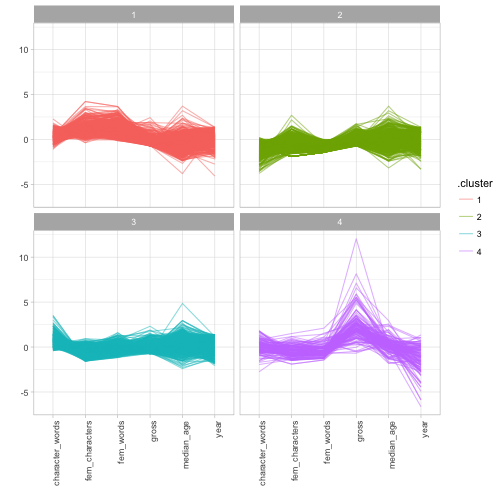 1
2
10
5
0
-5
3
4
10
5
0
-5
character_words
fem_characters
fem_words
gross
median_age
year
character_words
fem_characters
fem_words
gross
median_age
year
.cluster
1
2
3
4